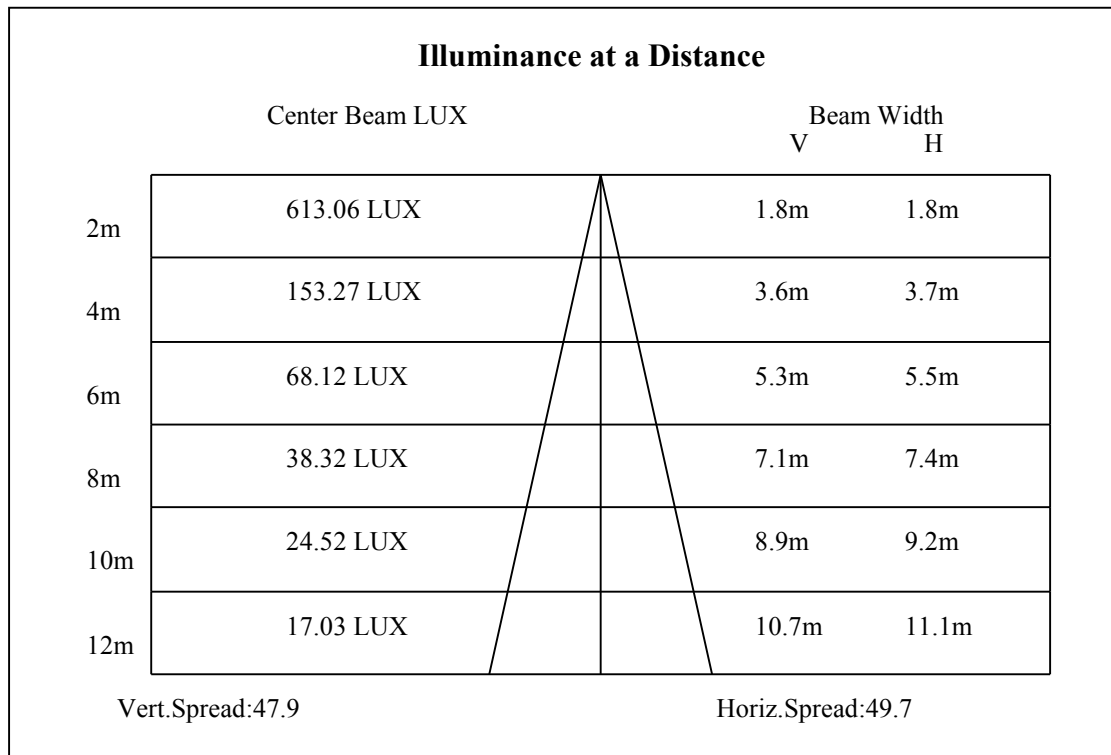 Illuminance at a Distance
Center Beam LUX Beam Width
V H
2m 613.06 LUX 1.8m 1.8m
4m 153.27 LUX 3.6m 3.7m
6m 68.12 LUX 5.3m 5.5m
8m 38.32 LUX 7.1m 7.4m
10m 24.52 LUX 8.9m 9.2m
12m 17.03 LUX 10.7m 11.1m
Vert.Spread:47.9 Horiz.Spread:49.7